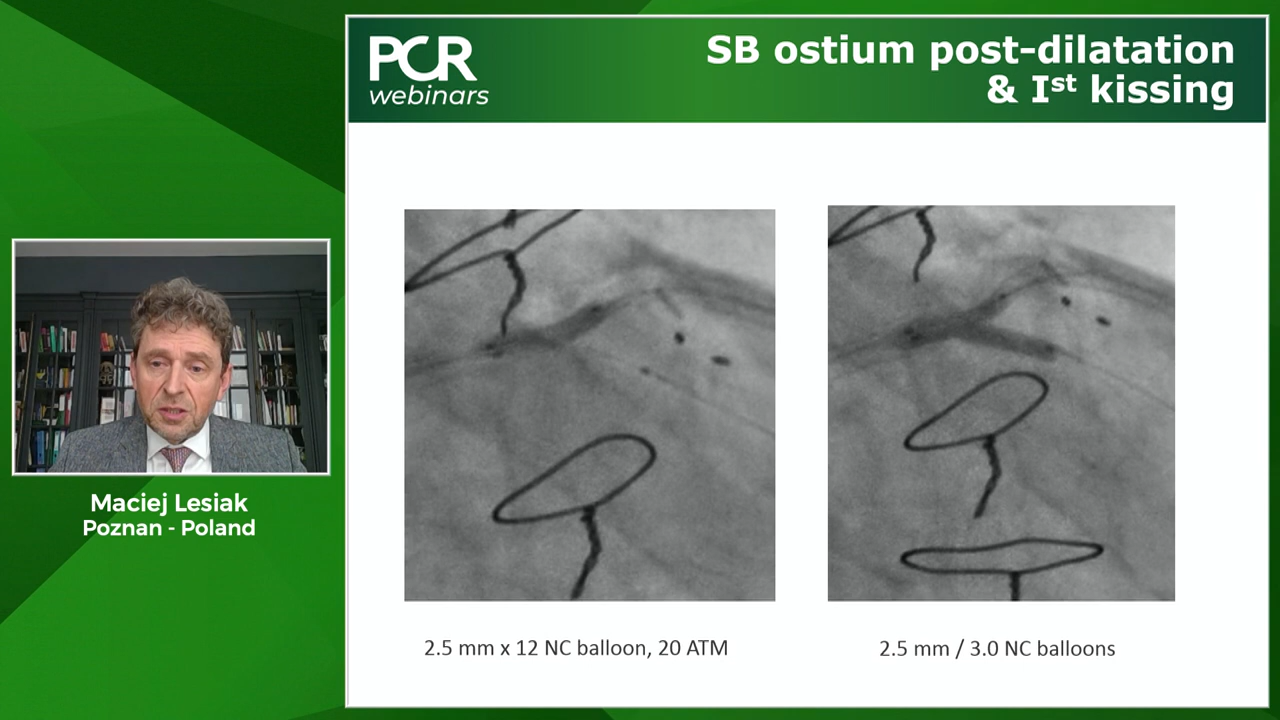 PCR
webinars
SB ostium post-dilatation
& Ist kissing
Maciej Lesiak
Poznan - Poland
2.5 mm x 12 NC balloon, 20 ATM
2.5 mm / 3.0 NC balloons